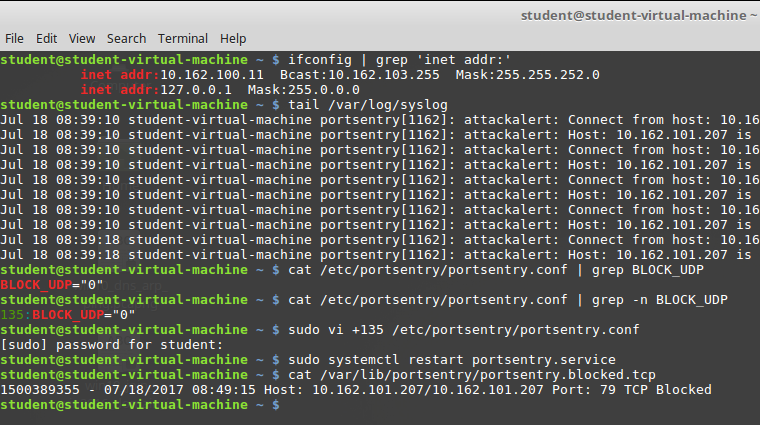 student@student-virtual-machine ~
File Edit View Search Terminal Help
student@student-virtual-machine ~ $ ifconfig | grep 'inet addr:'
inet addr:10.162.100.11 Bcast:10.162.103.255 Mask:255.255.252.0
inet addr:127.0.0.1 Mask:255.0.0.0
student@student-virtual-machine ~ $ tail /var/log/syslog
Jul 18 08:39:10 student-virtual-machine portsentry[1162]: attackalert: Connect from host: 10.16
Jul 18 08:39:10 student-virtual-machine portsentry[1162]: attackalert: Host: 10.162.101.207 is
Jul 18 08:39:10 student-virtual-machine portsentry[1162]: attackalert: Connect from host: 10.16
Jul 18 08:39:10 student-virtual-machine portsentry[1162]: attackalert: Host: 10.162.101.207 is
Jul 18 08:39:10 student-virtual-machine portsentry[1162]: attackalert: Connect from host: 10.16
Jul 18 08:39:10 student-virtual-machine portsentry[1162]: attackalert: Host: 10.162.101.207 is
Jul 18 08:39:10 student-virtual-machine portsentry[1162]: attackalert: Connect from host: 10.16
Jul 18 08:39:10 student-virtual-machine portsentry[1162]: attackalert: Host: 10.162.101.207 is
Jul 18 08:39:18 student-virtual-machine portsentry[1162]: attackalert: Connect from host: 10.16
Jul 18 08:39:18 student-virtual-machine portsentry[1162]: attackalert: Host: 10.162.101.207 is
student@student-virtual-machine ~ $ cat /etc/portsentry/portsentry.conf | grep BLOCK_UDP
BLOCK_UDP="0"
student@student-virtual-machine ~ $ cat /etc/portsentry/portsentry.conf | grep -n BLOCK_UDP
135:BLOCK_UDP="0"
student@student-virtual-machine ~ $ sudo vi +135 /etc/portsentry/portsentry.conf
[sudo] password for student:
student@student-virtual-machine ~ $ sudo systemctl restart portsentry.service
student@student-virtual-machine ~ $ cat /var/lib/portsentry/portsentry.blocked.tcp
1500389355 - 07/18/2017 08:49:15 Host: 10.162.101.207/10.162.101.207 Port: 79 TCP Blocked
student@student-virtual-machine ~ $